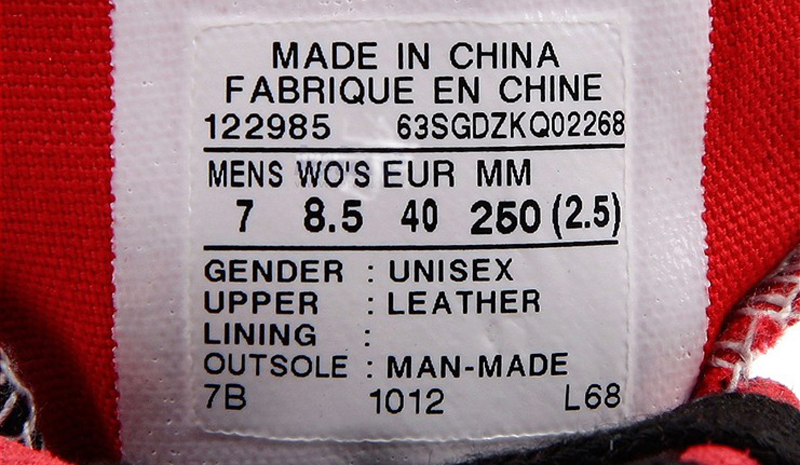 MADE IN CHINA
FABRIQUE EN CHINE
122985 63SGDZKQ02268
MENS WO'S EUR MM
7 8.5 40 260 (2.5)
GENDER : UNISEX
UPPER : LEATHER
LINING :
OUTSOLE : MAN-MADE
7B 1012 L68